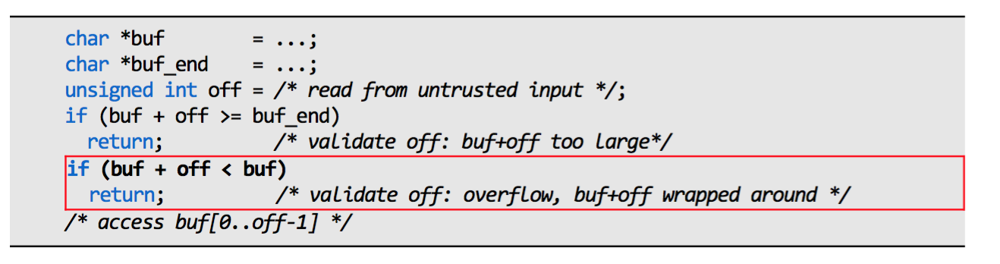 char *buf        = ...;
char *buf_end    = ...;
unsigned int off = /* read from untrusted input */;
if (buf + off >= buf_end)
  return;          /* validate off: buf+off too large*/
if (buf + off < buf)
  return;          /* validate off: overflow, buf+off wrapped around */
/* access buf[0..off-1] */